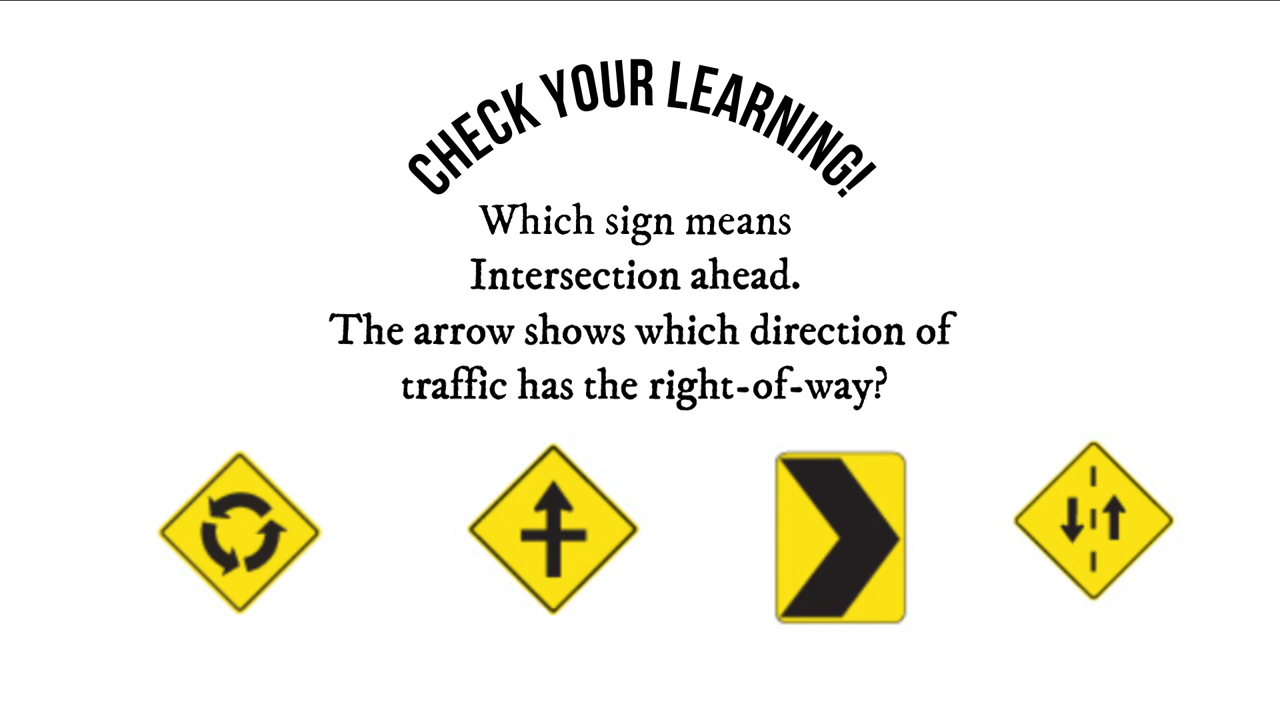 CHECK YOUR LEARNING!
Which sign means
Intersection ahead.
The arrow shows which direction of
traffic has the right-of-way?